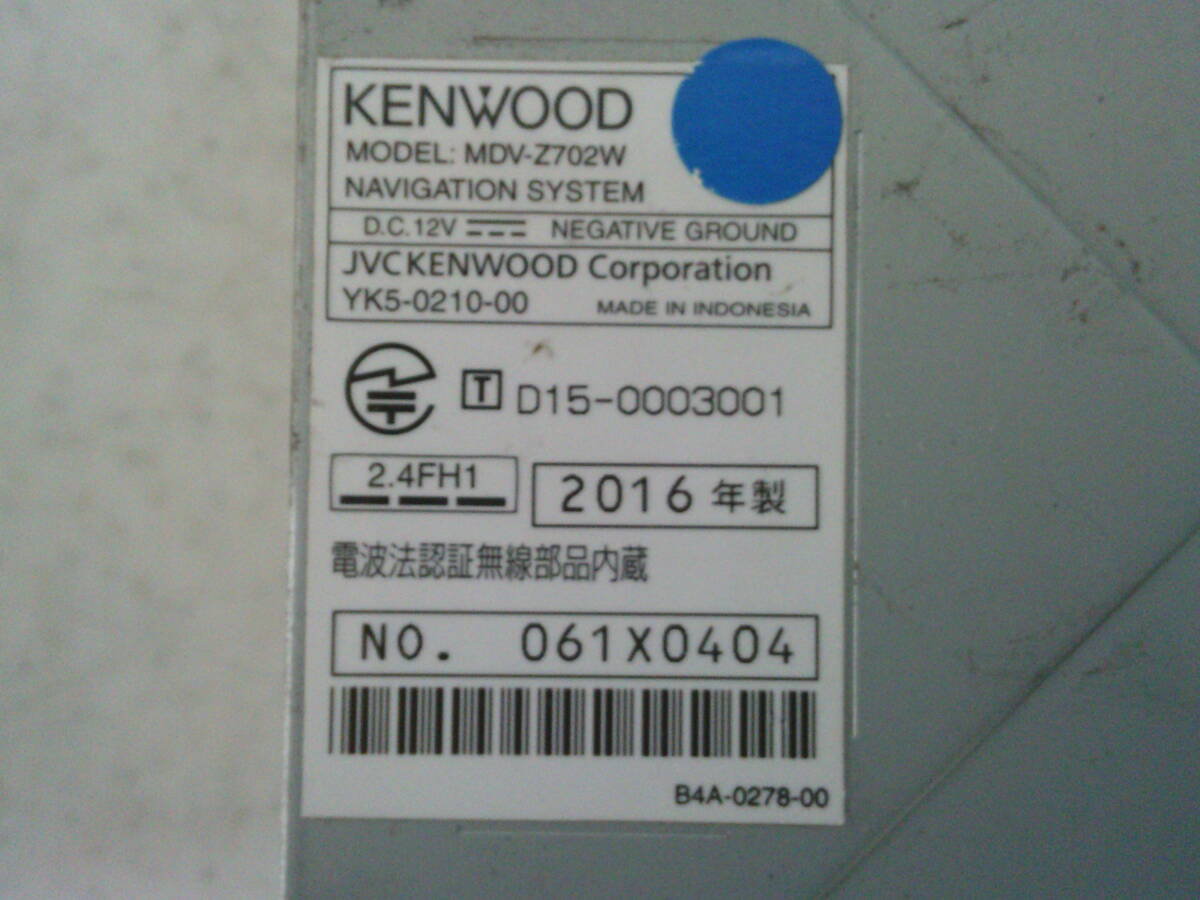 KENWOOD
MODEL: MDV-Z702W
NAVIGATION SYSTEM
D.C.12V NEGATIVE GROUND
JVCKENWOOD Corporation
YK5-0210-00 MADE IN INDONESIA
T D15-0003001
2.4FH1
2016 年製
電波法認証無線部品内蔵
NO. 061X0404
B4A-0278-00